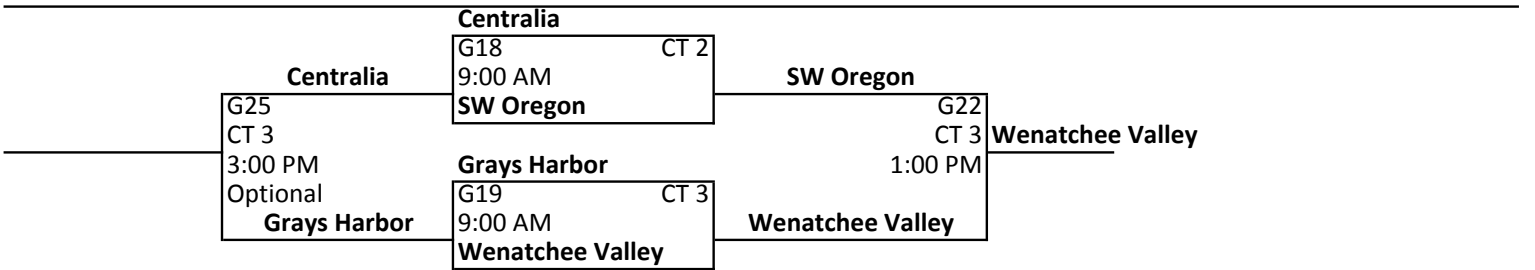 Centralia
G18 CT 2
Centralia 9:00 AM SW Oregon
G25 SW Oregon G22
CT 3 CT 3 Wenatchee Valley
3:00 PM Grays Harbor 1:00 PM
Optional G19 CT 3
Grays Harbor 9:00 AM Wenatchee Valley
Wenatchee Valley